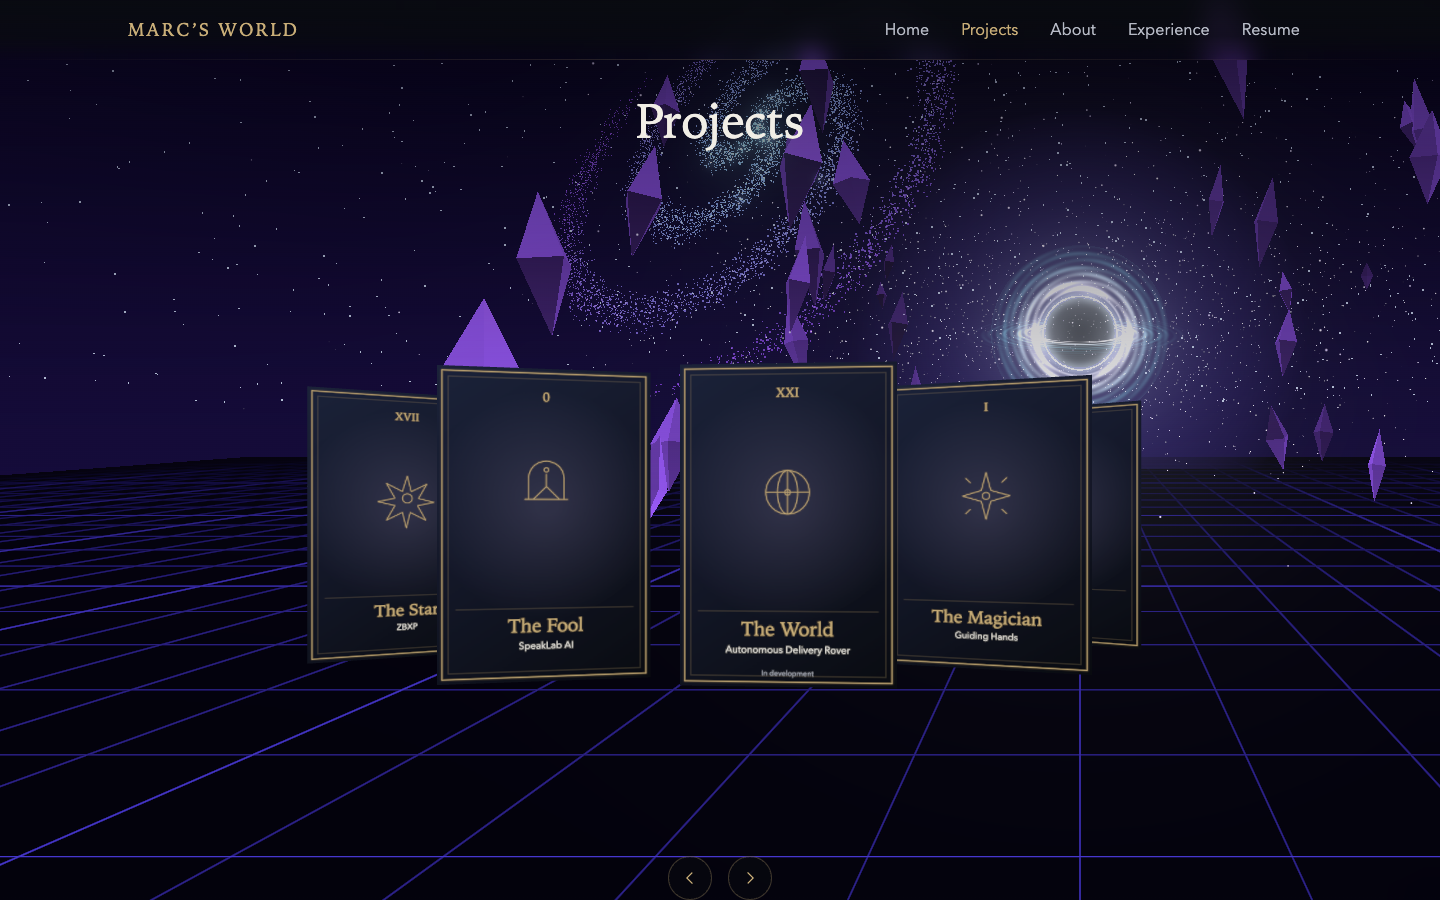 MARC’S WORLD
Home
Projects
About
Experience
Resume
Projects
XVII
The Star
ZBXP
0
The Fool
SpeakLab AI
XXI
The World
Autonomous Delivery Rover
In development
I
The Magician
Guiding Hands